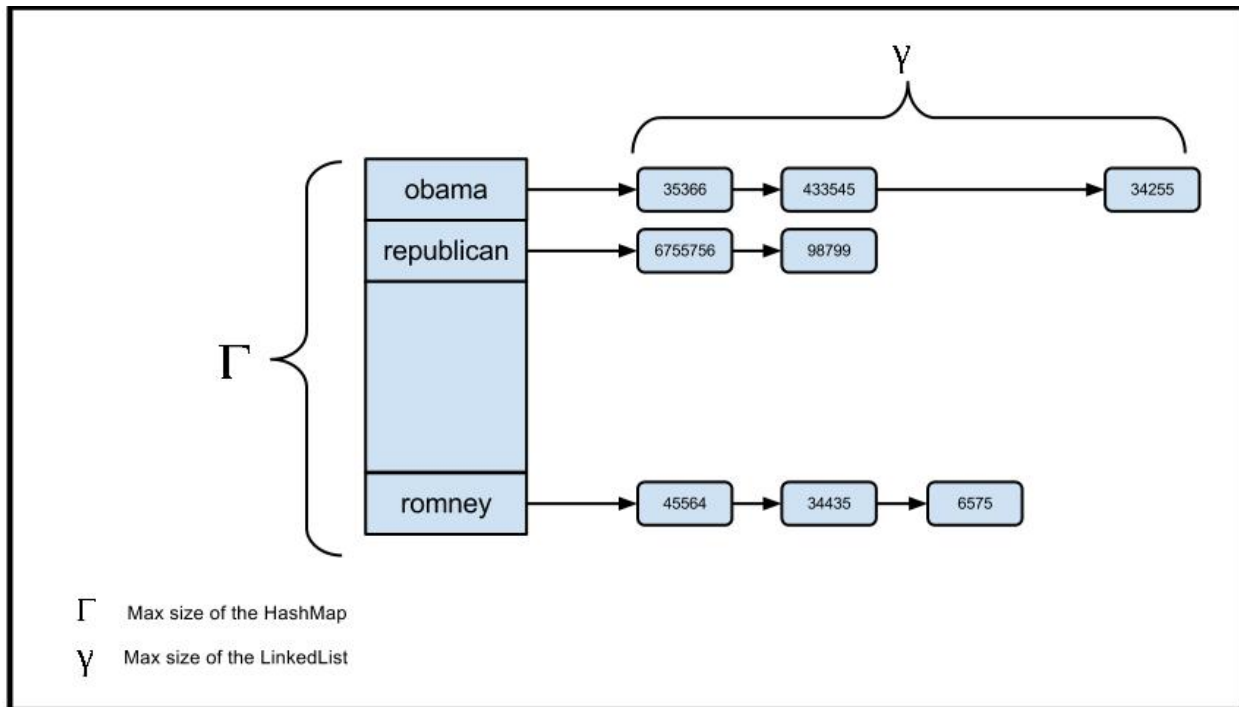 γ
obama 35366 433545 34255
republican 6755756 98799
Γ
romney 45564 34435 6575
Γ Max size of the HashMap
γ Max size of the LinkedList